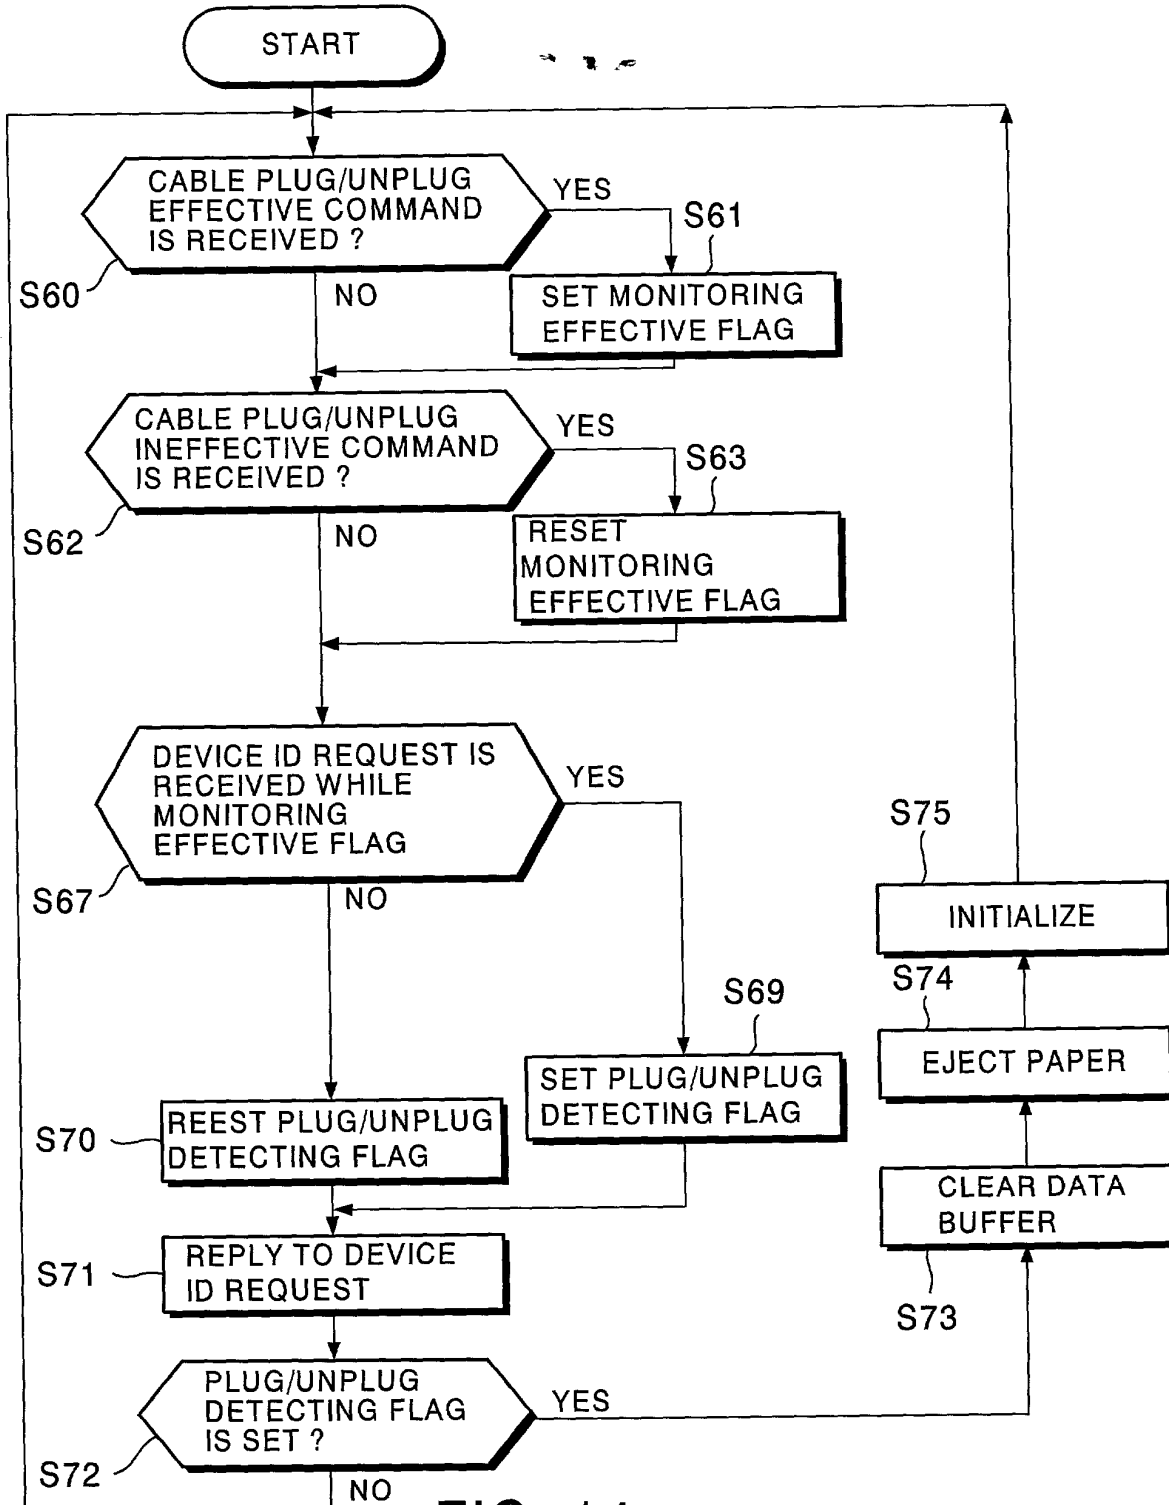 START
CABLE PLUG/UNPLUG
EFFECTIVE COMMAND
IS RECEIVED ?
YES
S61
S60
NO
SET MONITORING
EFFECTIVE FLAG
CABLE PLUG/UNPLUG
INEFFECTIVE COMMAND
IS RECEIVED ?
YES
S63
S62
NO
RESET
MONITORING
EFFECTIVE FLAG
DEVICE ID REQUEST IS
RECEIVED WHILE
MONITORING
EFFECTIVE FLAG
YES
S67
NO
S75
INITIALIZE
S74
EJECT PAPER
S69
SET PLUG/UNPLUG
DETECTING FLAG
S70
REEST PLUG/UNPLUG
DETECTING FLAG
CLEAR DATA
BUFFER
S73
S71
REPLY TO DEVICE
ID REQUEST
PLUG/UNPLUG
DETECTING FLAG
IS SET ?
YES
S72
NO